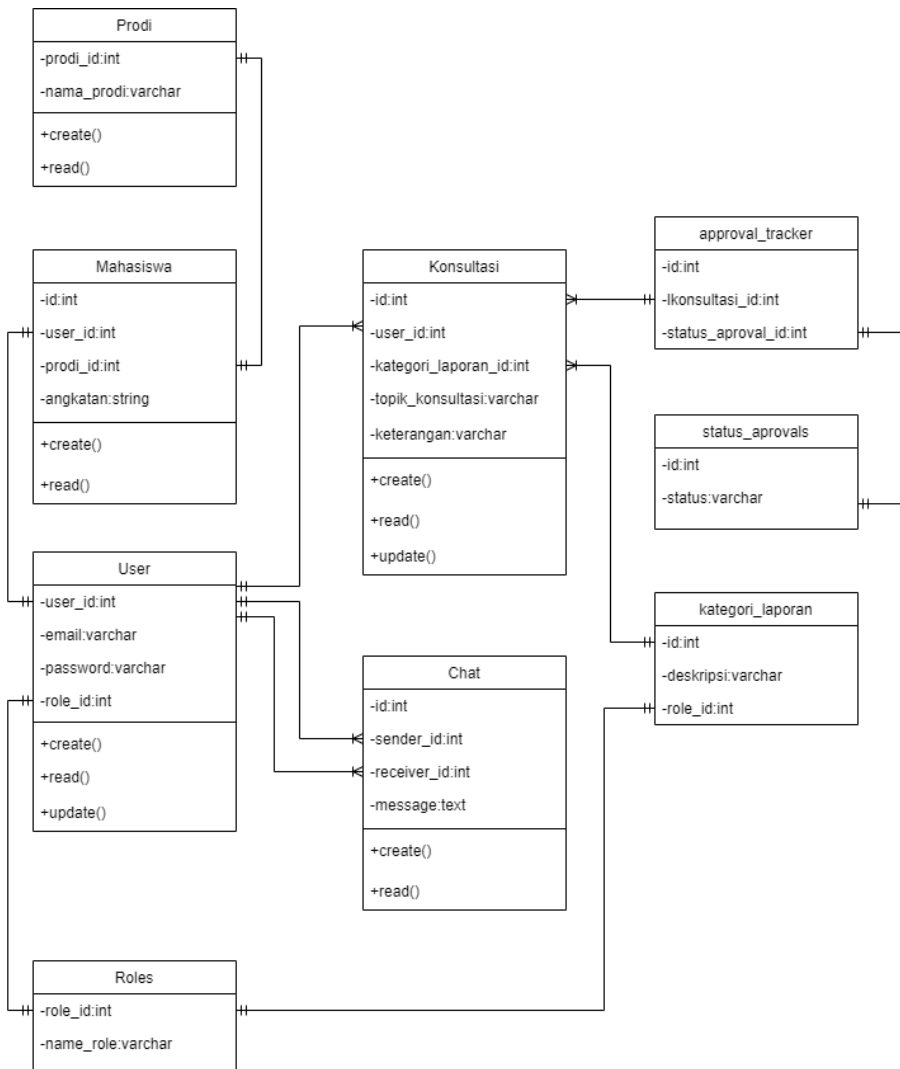 Prodi
-prodi_id:int
-nama_prodi:varchar
+create()
+read()
Mahasiswa
-id:int
-user_id:int
-prodi_id:int
-angkatan:string
+create()
+read()
User
-user_id:int
-email:varchar
-password:varchar
-role_id:int
+create()
+read()
+update()
Roles
-role_id:int
-name_role:varchar
Konsultasi
-id:int
-user_id:int
-kategori_laporan_id:int
-topik_konsultasi:varchar
-keterangan:varchar
+create()
+read()
+update()
Chat
-id:int
-sender_id:int
-receiver_id:int
-message:text
+create()
+read()
approval_tracker
-id:int
-lkonsultasi_id:int
-status_aproval_id:int
status_aprovals
-id:int
-status:varchar
kategori_laporan
-id:int
-deskripsi:varchar
-role_id:int